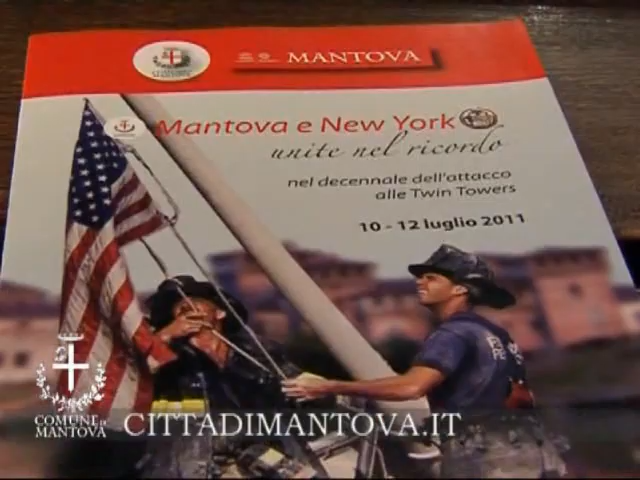 MANTOVA
Mantova e New York
unite nel ricordo
nel decennale dell'attacco
alle Twin Towers
10 - 12 luglio 2011
COMUNE DI
MANTOVA
CITTADIMANTOVA.IT